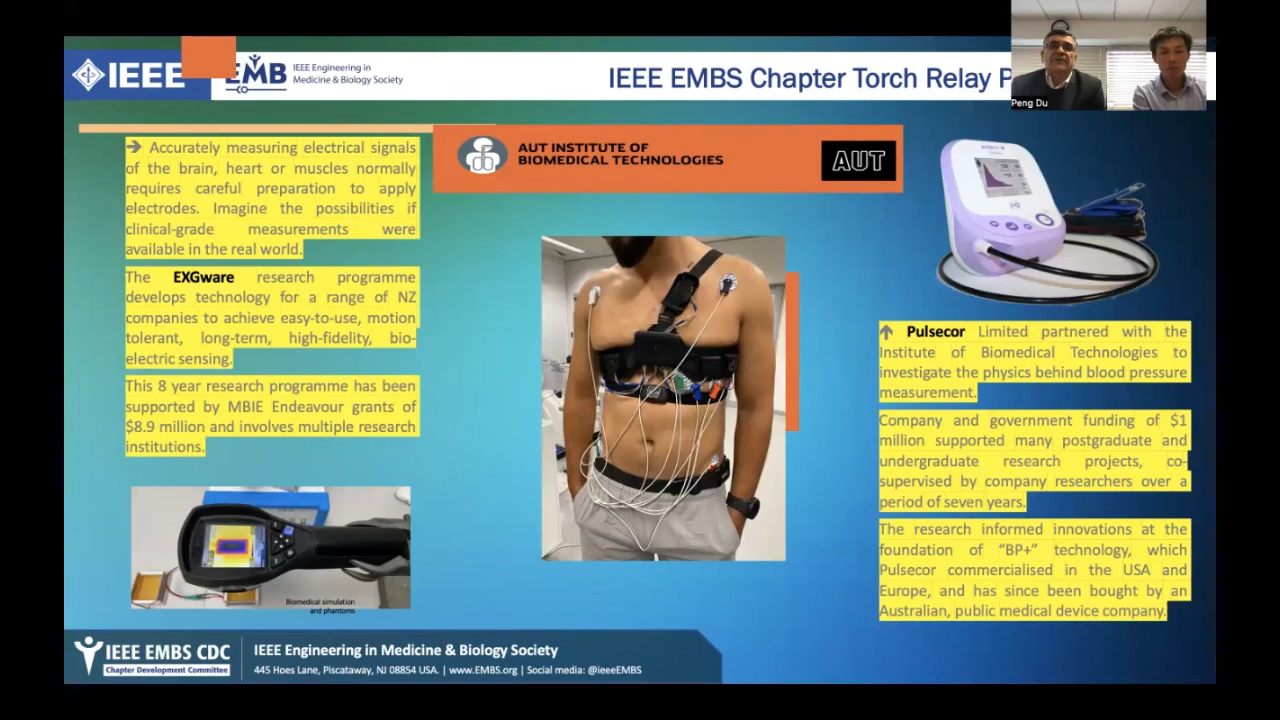 IEEE
EMB
IEEE Engineering in
Medicine & Biology Society
IEEE EMBS Chapter Torch Relay P
Peng Du
AUT INSTITUTE OF
BIOMEDICAL TECHNOLOGIES
AUT
→ Accurately measuring electrical signals
of the brain, heart or muscles normally
requires careful preparation to apply
electrodes. Imagine the possibilities if
clinical-grade measurements were
available in the real world.
The EXGware research programme
develops technology for a range of NZ
companies to achieve easy-to-use, motion
tolerant, long-term, high-fidelity, bio-
electric sensing.
This 8 year research programme has been
supported by MBIE Endeavour grants of
$8.9 million and involves multiple research
institutions.
Biomedical simulation
and phantoms
↑ Pulsecor Limited partnered with the
Institute of Biomedical Technologies to
investigate the physics behind blood pressure
measurement.
Company and government funding of $1
million supported many postgraduate and
undergraduate research projects, co-
supervised by company researchers over a
period of seven years.
The research informed innovations at the
foundation of “BP+” technology, which
Pulsecor commercialised in the USA and
Europe, and has since been bought by an
Australian, public medical device company.
IEEE EMBS CDC
Chapter Development Committee
IEEE Engineering in Medicine & Biology Society
445 Hoes Lane, Piscataway, NJ 08854 USA. | www.EMBS.org | Social media: @ieeeEMBS